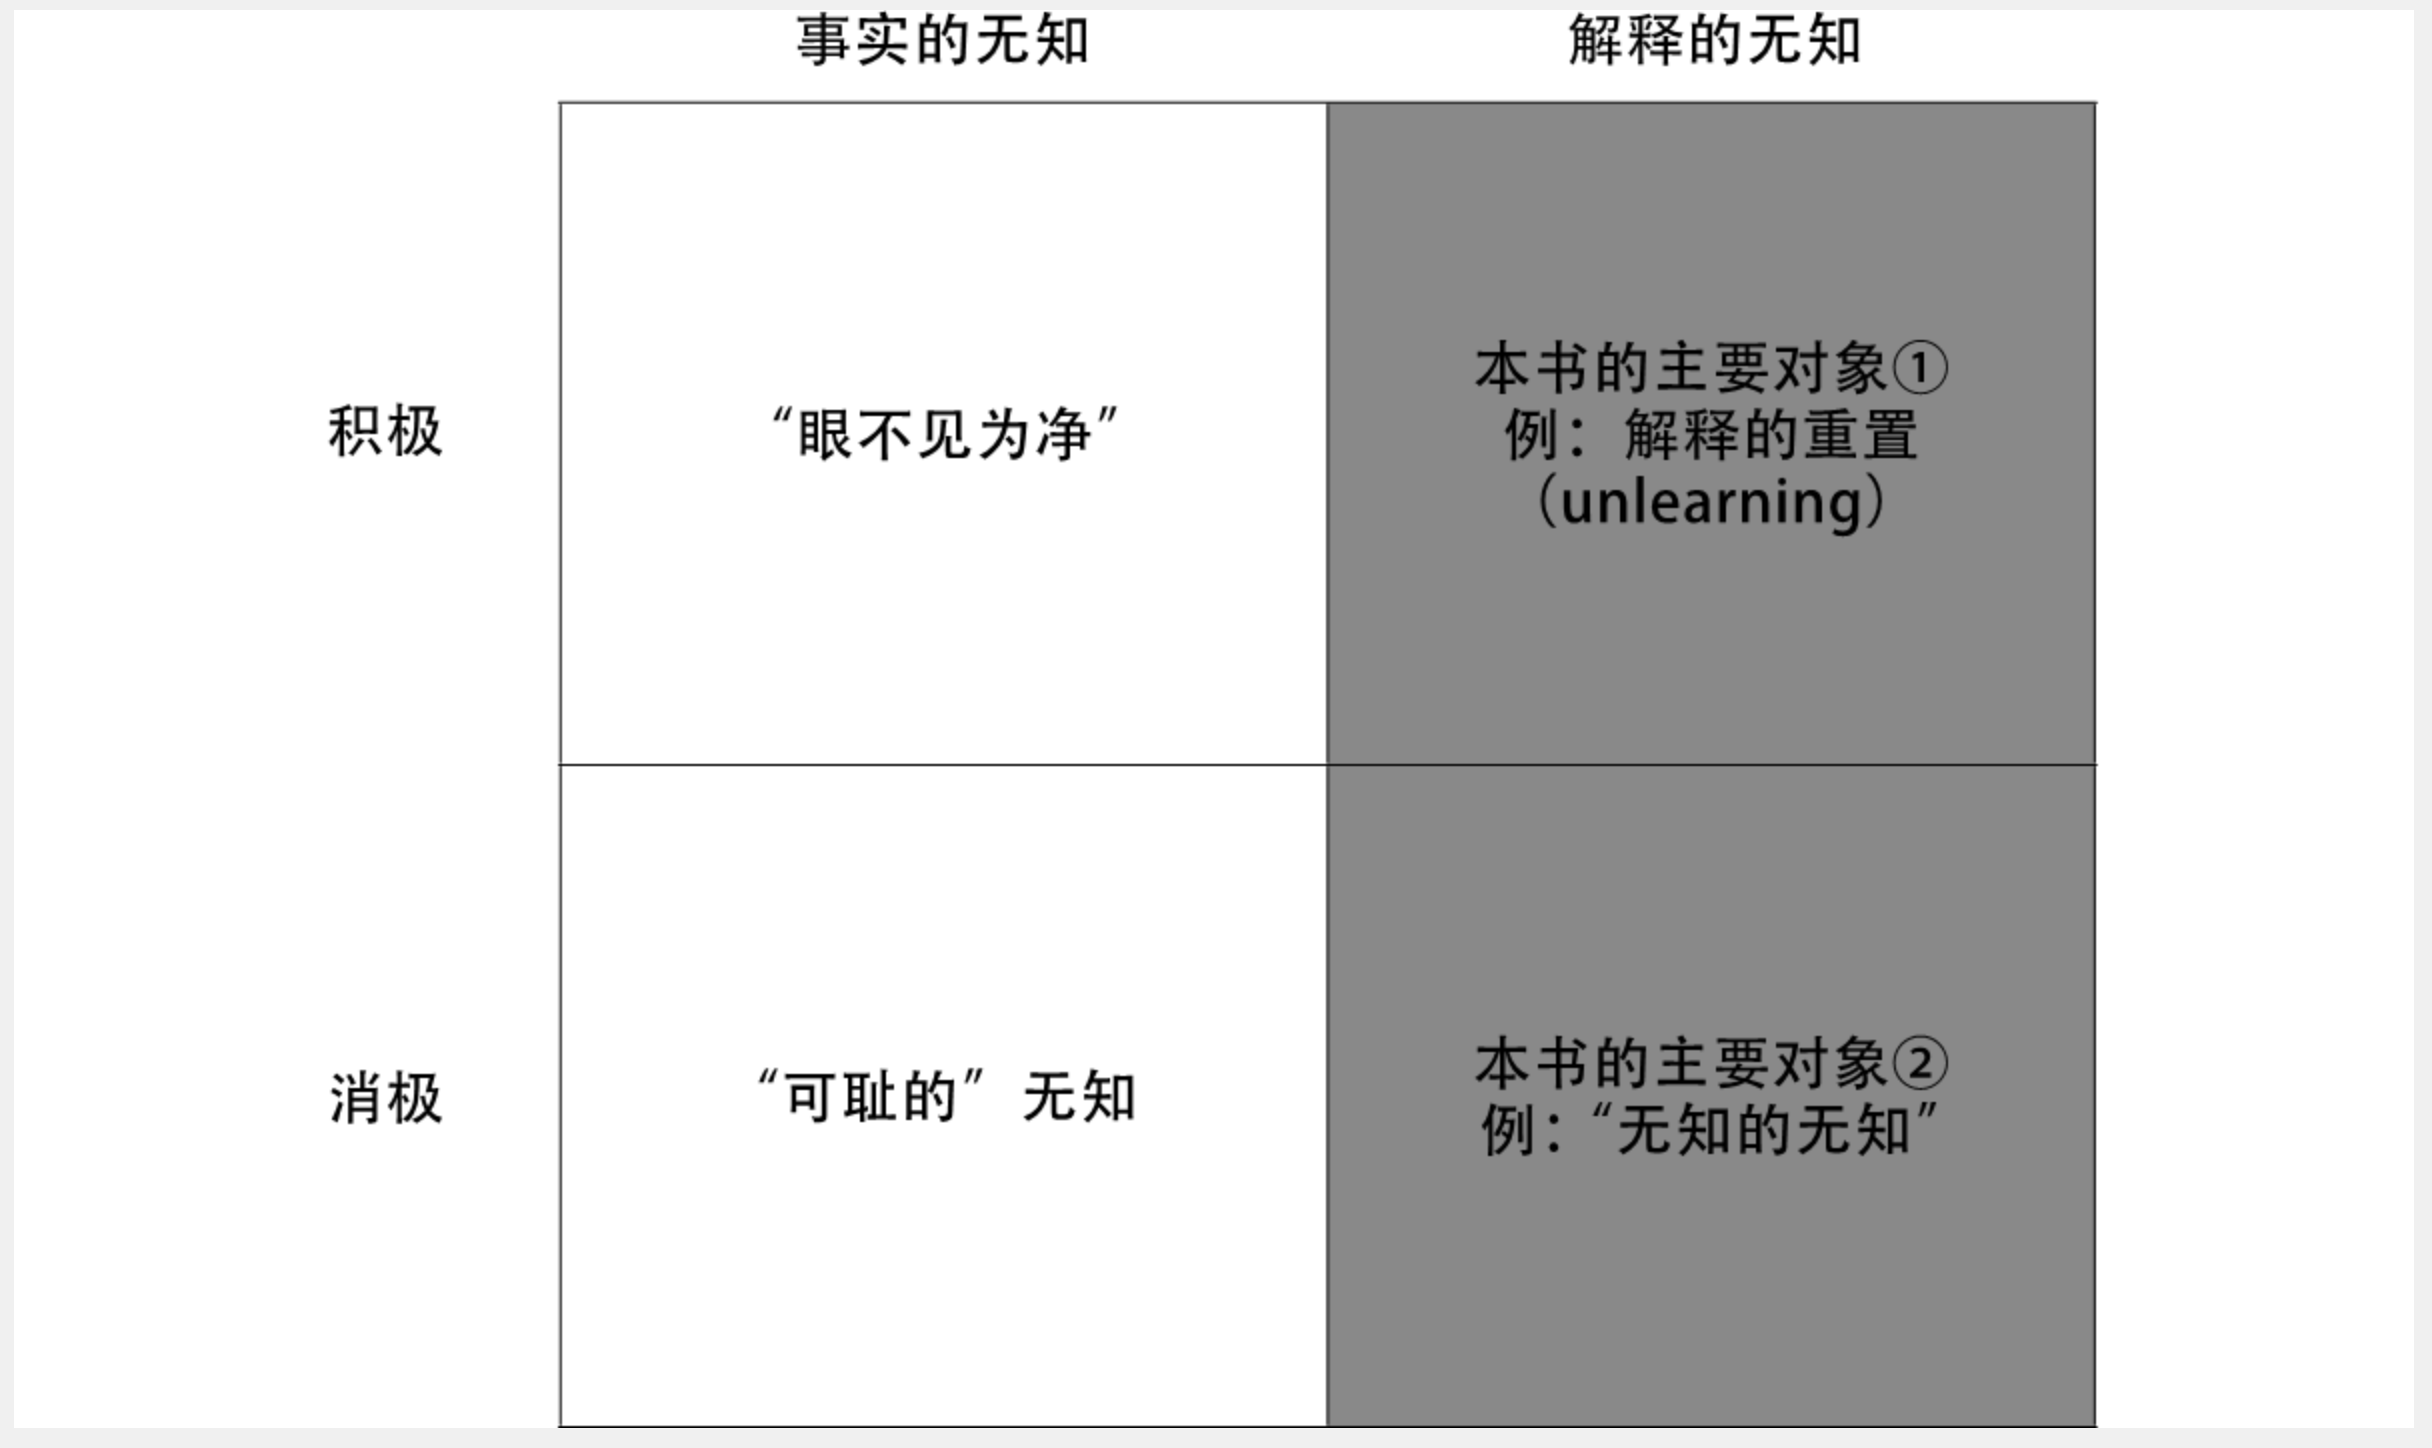 事实的无知
解释的无知
积极
“眼不见为净”
本书的主要对象①
例：解释的重置
（unlearning）
消极
“可耻的”无知
本书的主要对象②
例：“无知的无知”